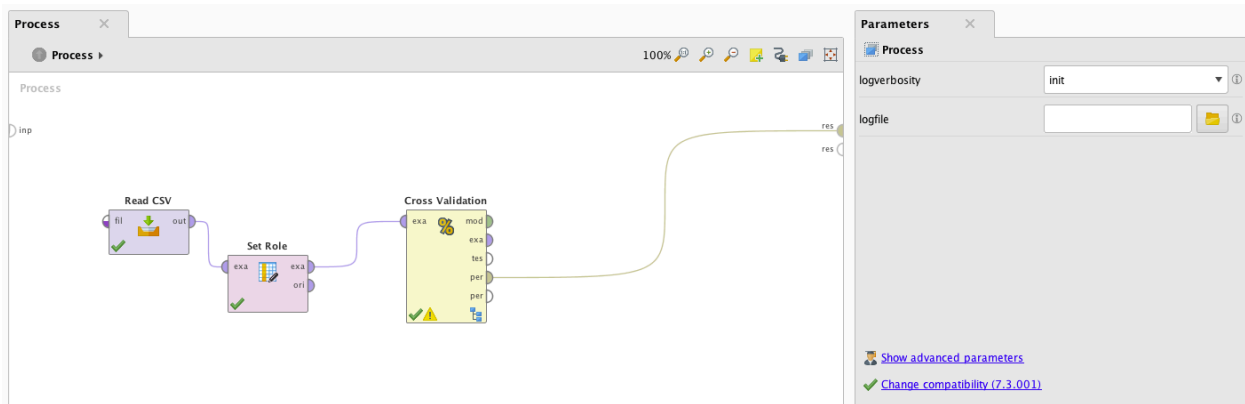 Process
Process
100%
Process
inp
res
res
Read CSV
fil
out
Set Role
exa
exa
ori
Cross Validation
exa
mod
exa
tes
per
per
Parameters
Process
logverbosity
init
logfile
Show advanced parameters
Change compatibility (7.3.001)